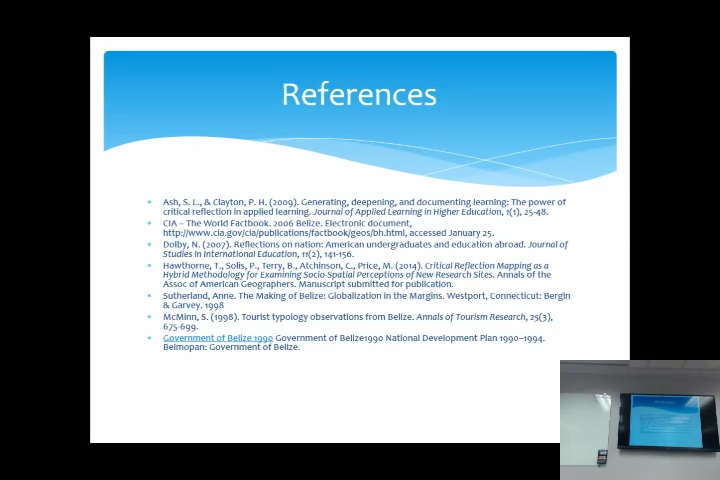 References
Ash, S. L., & Clayton, P. H. (2009). Generating, deepening, and documenting learning: The power of
critical reflection in applied learning. Journal of Applied Learning in Higher Education, 1(1), 25-48.
CIA – The World Factbook. 2006 Belize. Electronic document,
http://www.cia.gov/cia/publications/factbook/geos/bh.html, accessed January 25.
Dolby, N. (2007). Reflections on nation: American undergraduates and education abroad. Journal of
Studies in International Education, 11(2), 141-156.
Hawthorne, T., Solis, P., Terry, B., Atchinson, C., Price, M. (2014). Critical Reflection Mapping as a
Hybrid Methodology for Examining Socio-Spatial Perceptions of New Research Sites. Annals of the
Assoc of American Geographers. Manuscript submitted for publication.
Sutherland, Anne. The Making of Belize: Globalization in the Margins. Westport, Connecticut: Bergin
& Garvey. 1998
McMinn, S. (1998). Tourist typology observations from Belize. Annals of Tourism Research, 25(3),
675-699.
Government of Belize 1990 Government of Belize1990 National Development Plan 1990–1994.
Belmopan: Government of Belize.